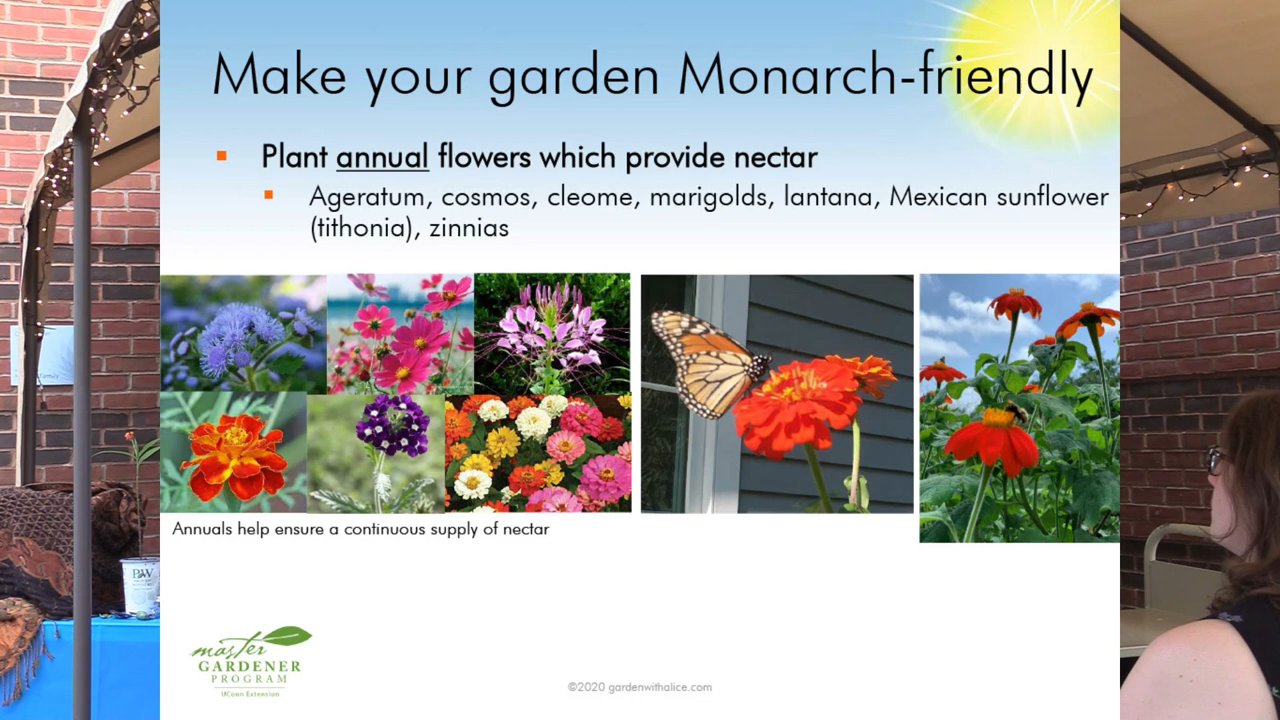 Make your garden Monarch-friendly
Plant annual flowers which provide nectar
Ageratum, cosmos, cleome, marigolds, lantana, Mexican sunflower
(tithonia), zinnias
Annuals help ensure a continuous supply of nectar
PW
master
GARDENER
PROGRAM
UConn Extension
©2020 gardenwithalice.com